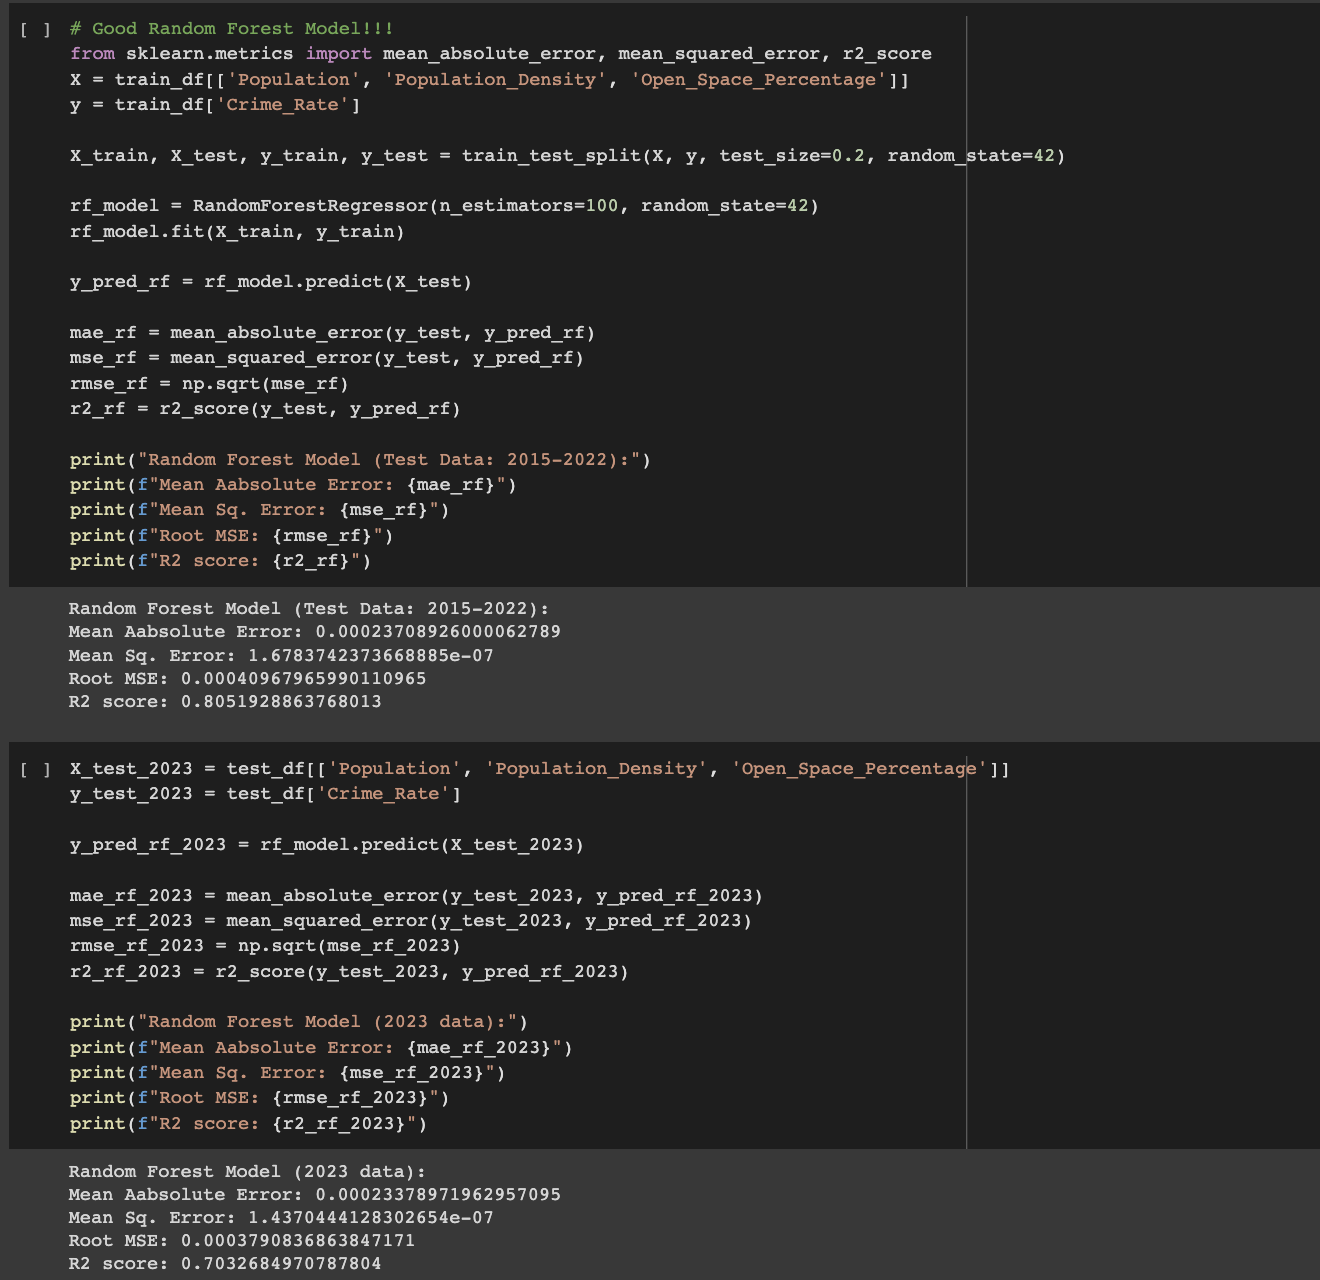 [ ] # Good Random Forest Model!!!
from sklearn.metrics import mean_absolute_error, mean_squared_error, r2_score
X = train_df[['Population', 'Population_Density', 'Open_Space_Percentage']]
y = train_df['Crime_Rate']
X_train, X_test, y_train, y_test = train_test_split(X, y, test_size=0.2, random_state=42)
rf_model = RandomForestRegressor(n_estimators=100, random_state=42)
rf_model.fit(X_train, y_train)
y_pred_rf = rf_model.predict(X_test)
mae_rf = mean_absolute_error(y_test, y_pred_rf)
mse_rf = mean_squared_error(y_test, y_pred_rf)
rmse_rf = np.sqrt(mse_rf)
r2_rf = r2_score(y_test, y_pred_rf)
print("Random Forest Model (Test Data: 2015-2022):")
print(f"Mean Aabsolute Error: {mae_rf}")
print(f"Mean Sq. Error: {mse_rf}")
print(f"Root MSE: {rmse_rf}")
print(f"R2 score: {r2_rf}")
Random Forest Model (Test Data: 2015-2022):
Mean Aabsolute Error: 0.00023708926000062789
Mean Sq. Error: 1.6783742373668885e-07
Root MSE: 0.00040967965990110965
R2 score: 0.8051928863768013
[ ] X_test_2023 = test_df[['Population', 'Population_Density', 'Open_Space_Percentage']]
y_test_2023 = test_df['Crime_Rate']
y_pred_rf_2023 = rf_model.predict(X_test_2023)
mae_rf_2023 = mean_absolute_error(y_test_2023, y_pred_rf_2023)
mse_rf_2023 = mean_squared_error(y_test_2023, y_pred_rf_2023)
rmse_rf_2023 = np.sqrt(mse_rf_2023)
r2_rf_2023 = r2_score(y_test_2023, y_pred_rf_2023)
print("Random Forest Model (2023 data):")
print(f"Mean Aabsolute Error: {mae_rf_2023}")
print(f"Mean Sq. Error: {mse_rf_2023}")
print(f"Root MSE: {rmse_rf_2023}")
print(f"R2 score: {r2_rf_2023}")
Random Forest Model (2023 data):
Mean Aabsolute Error: 0.00023378971962957095
Mean Sq. Error: 1.4370444128302654e-07
Root MSE: 0.0003790836863847171
R2 score: 0.7032684970787804